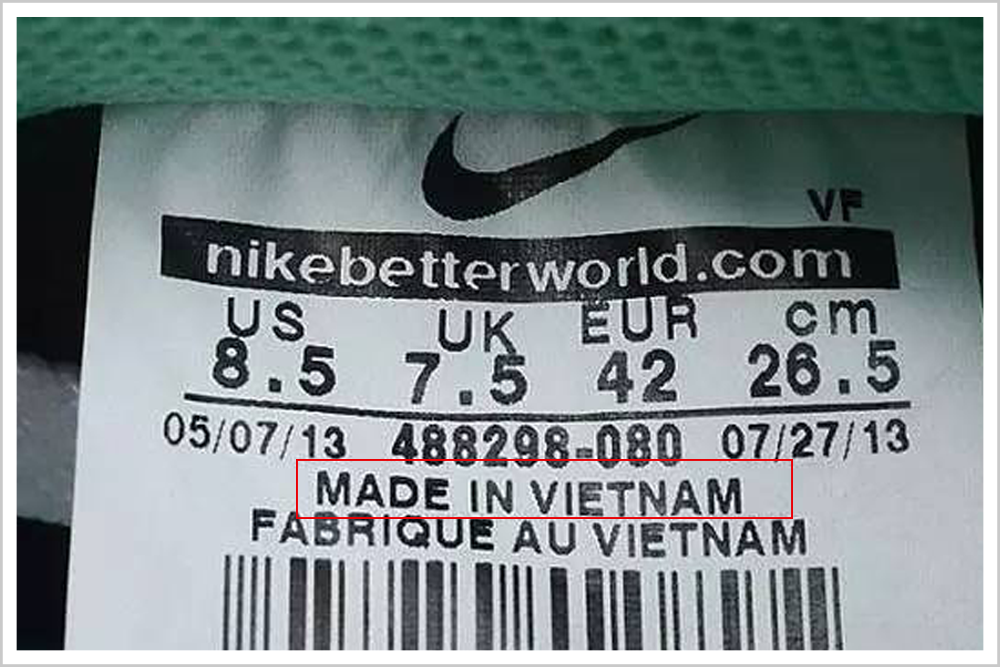 VF
nikebetterworld.com
US UK EUR cm
8.5 7.5 42 26.5
05/07/13 488298-080 07/27/13
MADE IN VIETNAM
FABRIQUE AU VIETNAM